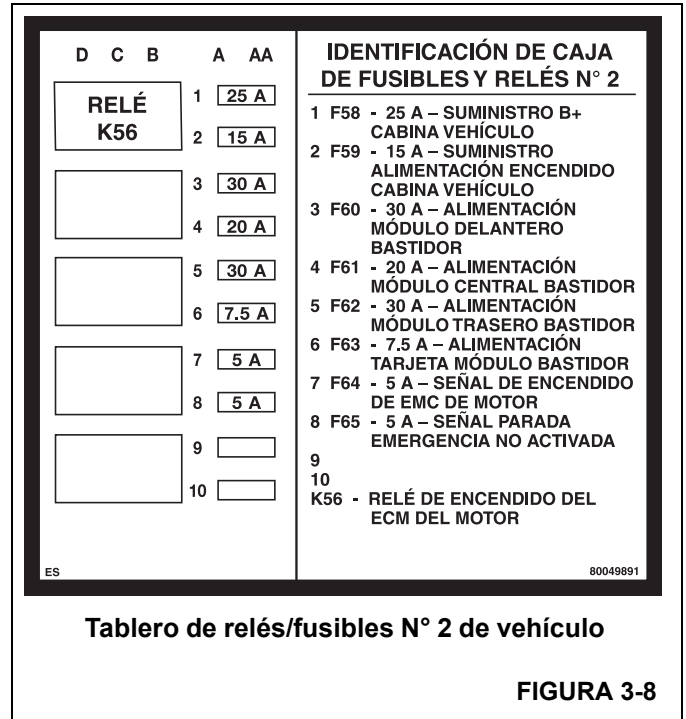 D C B A AA
RELÉ
K56
1 25 A
2 15 A
3 30 A
4 20 A
5 30 A
6 7.5 A
7 5 A
8 5 A
9
10
ES
IDENTIFICACIÓN DE CAJA
DE FUSIBLES Y RELÉS N° 2
1 F58 - 25 A – SUMINISTRO B+
CABINA VEHÍCULO
2 F59 - 15 A – SUMINISTRO
ALIMENTACIÓN ENCENDIDO
CABINA VEHÍCULO
3 F60 - 30 A – ALIMENTACIÓN
MÓDULO DELANTERO
BASTIDOR
4 F61 - 20 A – ALIMENTACIÓN
MÓDULO CENTRAL BASTIDOR
5 F62 - 30 A – ALIMENTACIÓN
MÓDULO TRASERO BASTIDOR
6 F63 - 7.5 A – ALIMENTACIÓN
TARJETA MÓDULO BASTIDOR
7 F64 - 5 A – SEÑAL DE ENCENDIDO
DE EMC DE MOTOR
8 F65 - 5 A – SEÑAL PARADA
EMERGENCIA NO ACTIVADA
9
10
K56 - RELÉ DE ENCENDIDO DEL
ECM DEL MOTOR
80049891
Tablero de relés/fusibles N° 2 de vehículo
FIGURA 3-8